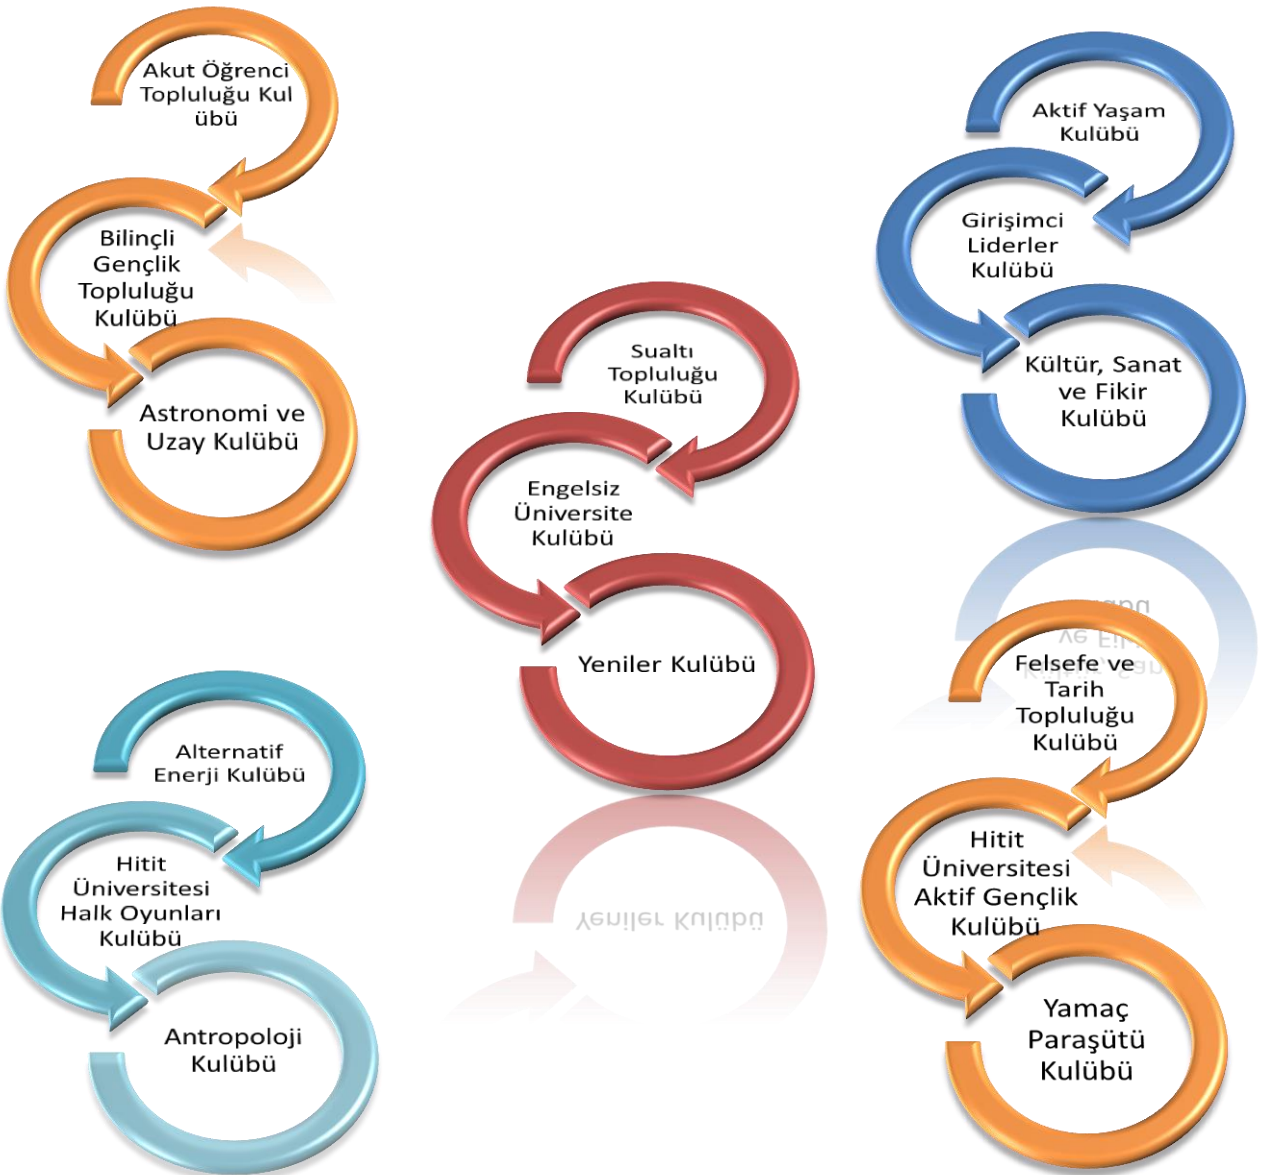 Akut Öğrenci
Topluluğu Kul
übü
Bilinçli
Gençlik
Topluluğu
Kulübü
Astronomi ve
Uzay Kulübü
Aktif Yaşam
Kulübü
Girişimci
Liderler
Kulübü
Kültür, Sanat
ve Fikir
Kulübü
Sualtı
Topluluğu
Kulübü
Engelsiz
Üniversite
Kulübü
Yeniler Kulübü
Yeniler Kulübü
Alternatif
Enerji Kulübü
Hitit
Üniversitesi
Halk Oyunları
Kulübü
Antropoloji
Kulübü
Felsefe ve
Tarih
Topluluğu
Kulübü
Hitit
Üniversitesi
Aktif Gençlik
Kulübü
Yamaç
Paraşütü
Kulübü